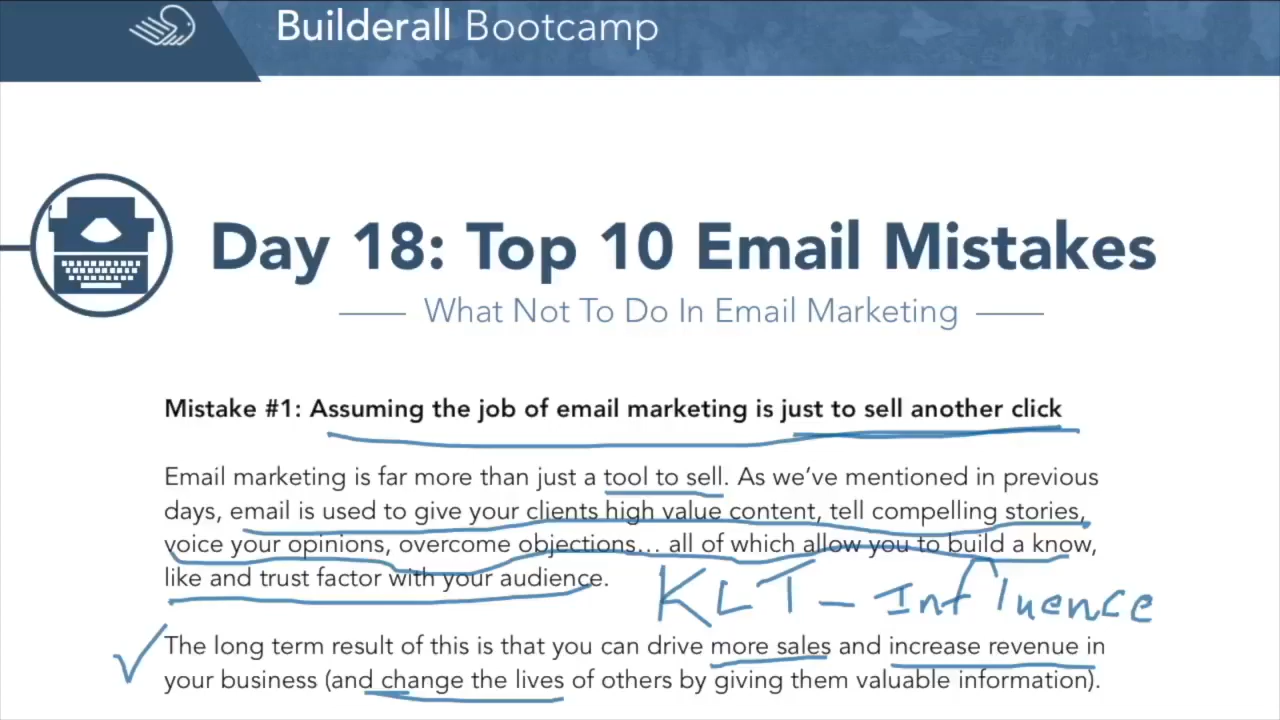 Builderall Bootcamp
Day 18: Top 10 Email Mistakes
What Not To Do In Email Marketing
Mistake #1: Assuming the job of email marketing is just to sell another click
Email marketing is far more than just a tool to sell. As we’ve mentioned in previous
days, email is used to give your clients high value content, tell compelling stories,
voice your opinions, overcome objections… all of which allow you to build a know,
like and trust factor with your audience.
KLT – Influence
The long term result of this is that you can drive more sales and increase revenue in
your business (and change the lives of others by giving them valuable information).